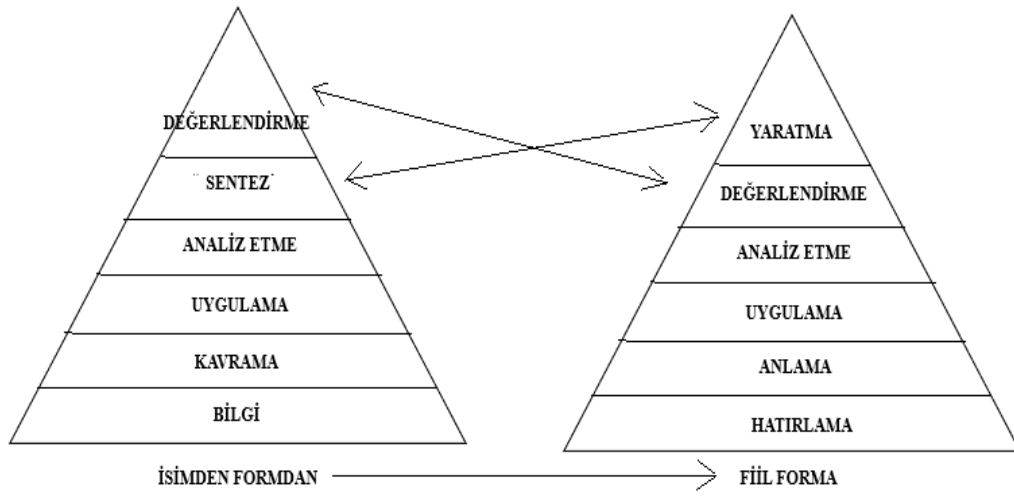 DEĞERLENDİRME
SENTEZ
ANALİZ ETME
UYGULAMA
KAVRAMA
BİLGİ
İSİMDEN FORMDAN
YARATMA
DEĞERLENDİRME
ANALİZ ETME
UYGULAMA
ANLAMA
HATIRLAMA
FİİL FORMA